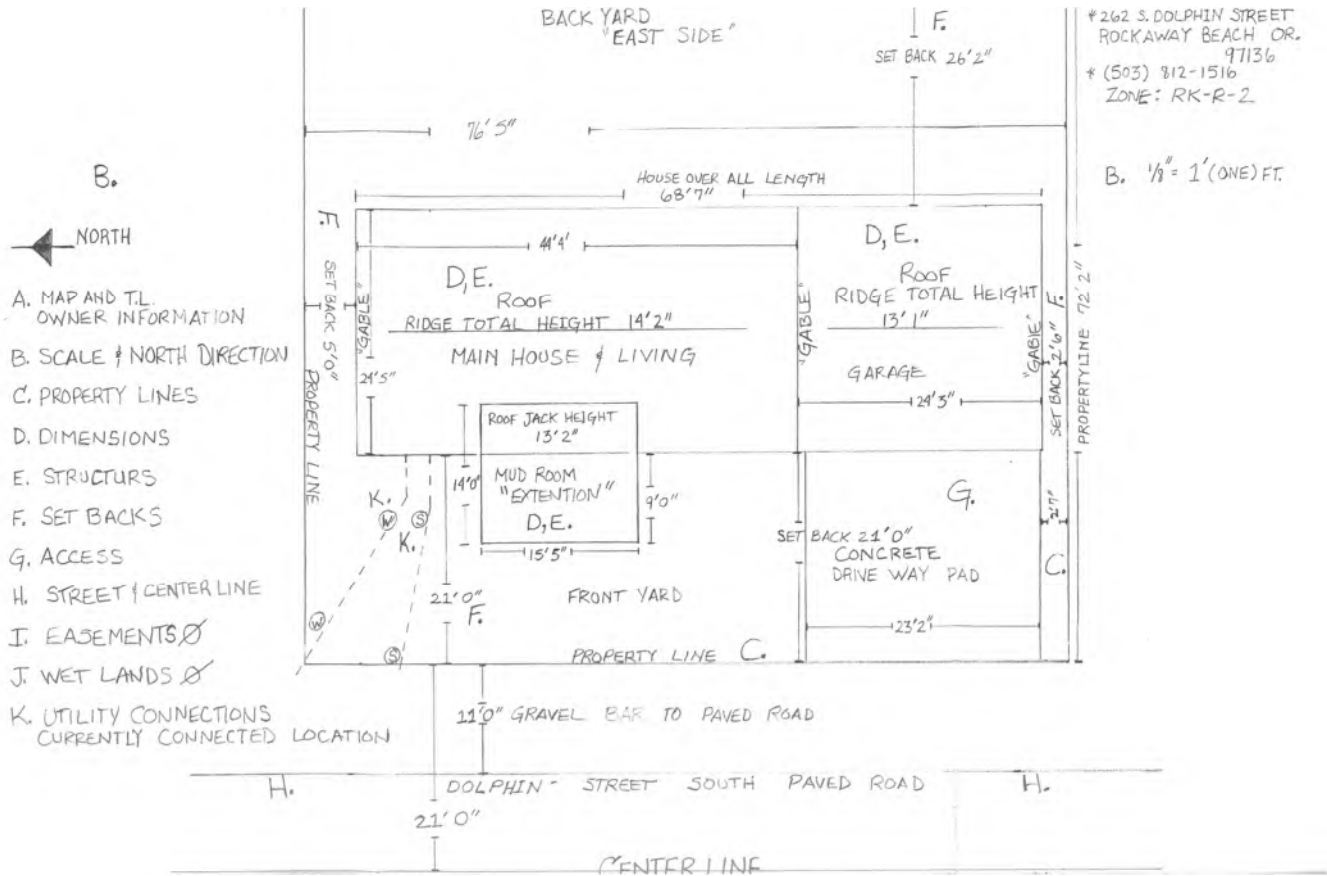 BACK YARD
"EAST SIDE"
F.
SET BACK 26'2"
* 262 S. DOLPHIN STREET
ROCKAWAY BEACH OR.
97136
* (503) 812-1516
ZONE: RK-R-2
B. 1/8" = 1' (ONE) FT.
76'5"
HOUSE OVER ALL LENGTH
68'7"
B.
NORTH
A. MAP AND T.L.
OWNER INFORMATION
B. SCALE & NORTH DIRECTION
C. PROPERTY LINES
D. DIMENSIONS
E. STRUCTURS
F. SET BACKS
G. ACCESS
H. STREET & CENTER LINE
I. EASEMENTS Ø
J. WET LANDS Ø
K. UTILITY CONNECTIONS
CURRENTLY CONNECTED LOCATION
F.
SET BACK 5'0"
PROPERTY LINE
"GABLE"
24'5"
44'4'
D,E.
ROOF
RIDGE TOTAL HEIGHT 14'2"
MAIN HOUSE & LIVING
"GABLE"
D,E.
ROOF
RIDGE TOTAL HEIGHT
13'1"
GARAGE
24'3"
"GABLE"
SET BACK 2'6" F.
PROPERTY LINE 72'2"
ROOF JACK HEIGHT
13'2"
MUD ROOM
"EXTENTION"
D,E.
14'0"
9'0"
15'5"
K.
W
S
K.
W
S
21'0"
F.
FRONT YARD
SET BACK 21'0"
G.
CONCRETE
DRIVE WAY PAD
23'2"
2'7"
C.
PROPERTY LINE C.
11'0" GRAVEL BAR TO PAVED ROAD
H.
DOLPHIN - STREET SOUTH PAVED ROAD
H.
21'0"
CENTER LINE